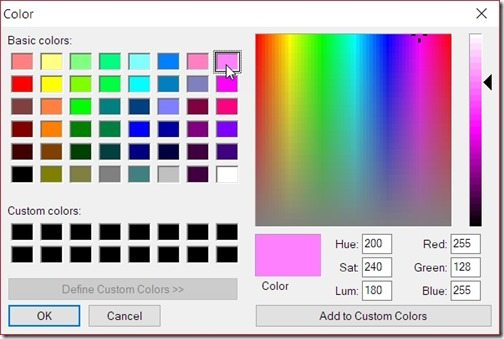 Color
Basic colors:
Custom colors:
Define Custom Colors >>
OK
Cancel
Color
Hue: 200
Sat: 240
Lum: 180
Red: 255
Green: 128
Blue: 255
Add to Custom Colors